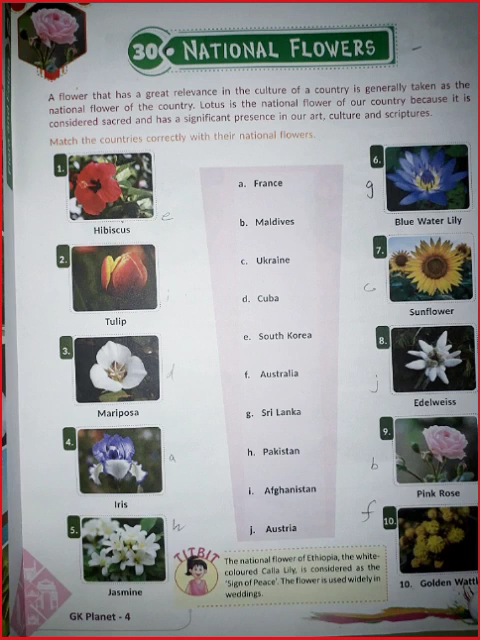 30 NATIONAL FLOWERS
A flower that has a great relevance in the culture of a country is generally taken as the
national flower of the country. Lotus is the national flower of our country because it is
considered sacred and has a significant presence in our art, culture and scriptures.
Match the countries correctly with their national flowers.
1.
Hibiscus
e
2.
Tulip
i
3.
Mariposa
d
4.
Iris
a
5.
Jasmine
h
a. France
b. Maldives
c. Ukraine
d. Cuba
e. South Korea
f. Australia
g. Sri Lanka
h. Pakistan
i. Afghanistan
j. Austria
6.
g
Blue Water Lily
7.
c
Sunflower
8.
j
Edelweiss
9.
b
Pink Rose
10.
f
10. Golden Wattl
TITBIT
The national flower of Ethiopia, the white-
coloured Calla Lily, is considered as the
'Sign of Peace'. The flower is used widely in
weddings.
GK Planet - 4